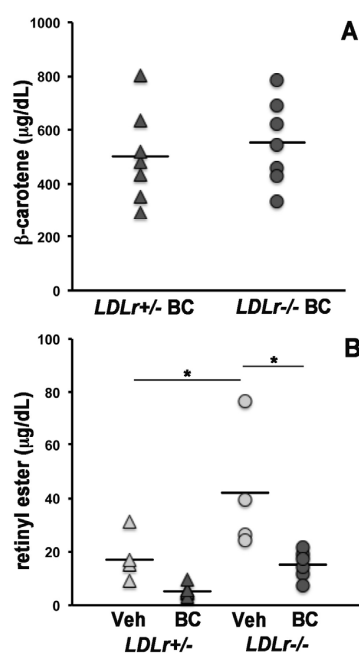 1000
A
800
600
400
200
0
β-carotene (µg/dL)
LDLr+/- BC LDLr-/- BC
100
B
80
60
40
20
0
retinyl ester (µg/dL)
*
*
Veh BC Veh BC
LDLr+/- LDLr-/-